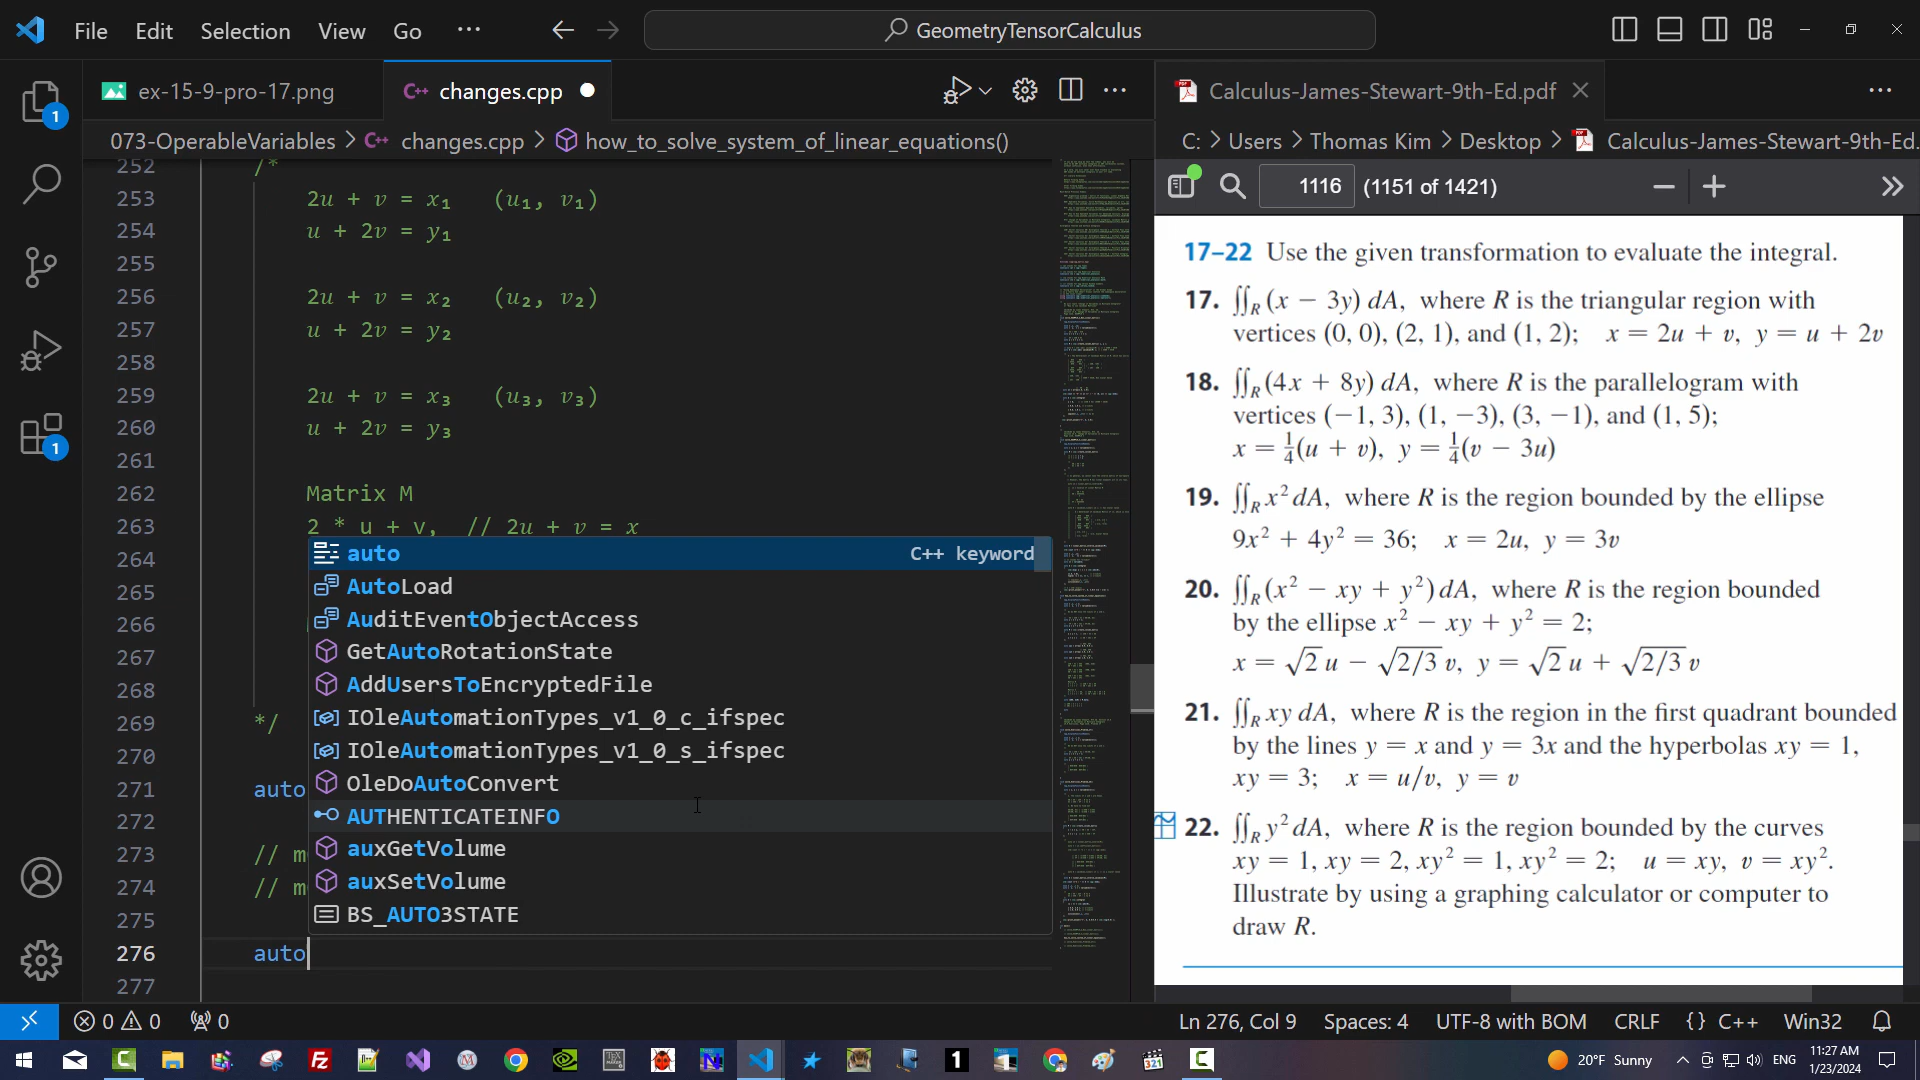 File Edit Selection View Go ···
GeometryTensorCalculus
ex-15-9-pro-17.png
C++ changes.cpp
Calculus-James-Stewart-9th-Ed.pdf
073-OperableVariables > C++ changes.cpp > how_to_solve_system_of_linear_equations()
C: > Users > Thomas Kim > Desktop > Calculus-James-Stewart-9th-Ed.
1116 (1151 of 1421)
252 /*
253 2u + v = x₁ (u₁, v₁)
254 u + 2v = y₁
255
256 2u + v = x₂ (u₂, v₂)
257 u + 2v = y₂
258
259 2u + v = x₃ (u₃, v₃)
260 u + 2v = y₃
261
262 Matrix M
263 2 * u + v, // 2u + v = x
264
265
266
267
268
269 */
270
271 auto
272
273 // m
274 // m
275
276 auto
277
auto C++ keyword
AutoLoad
AuditEventObjectAccess
GetAutoRotationState
AddUsersToEncryptedFile
IOleAutomationTypes_v1_0_c_ifspec
IOleAutomationTypes_v1_0_s_ifspec
OleDoAutoConvert
AUTHENTICATEINFO
auxGetVolume
auxSetVolume
BS_AUTO3STATE
17–22 Use the given transformation to evaluate the integral.
17. ∬R (x − 3y) dA, where R is the triangular region with
vertices (0, 0), (2, 1), and (1, 2); x = 2u + v, y = u + 2v
18. ∬R (4x + 8y) dA, where R is the parallelogram with
vertices (−1, 3), (1, −3), (3, −1), and (1, 5);
x = 1/4(u + v), y = 1/4(v − 3u)
19. ∬R x² dA, where R is the region bounded by the ellipse
9x² + 4y² = 36; x = 2u, y = 3v
20. ∬R (x² − xy + y²) dA, where R is the region bounded
by the ellipse x² − xy + y² = 2;
x = √2 u − √2/3 v, y = √2 u + √2/3 v
21. ∬R xy dA, where R is the region in the first quadrant bounded
by the lines y = x and y = 3x and the hyperbolas xy = 1,
xy = 3; x = u/v, y = v
22. ∬R y² dA, where R is the region bounded by the curves
xy = 1, xy = 2, xy² = 1, xy² = 2; u = xy, v = xy².
Illustrate by using a graphing calculator or computer to
draw R.
0 0 0
Ln 276, Col 9 Spaces: 4 UTF-8 with BOM CRLF {} C++ Win32
20°F Sunny ENG 11:27 AM
1/23/2024